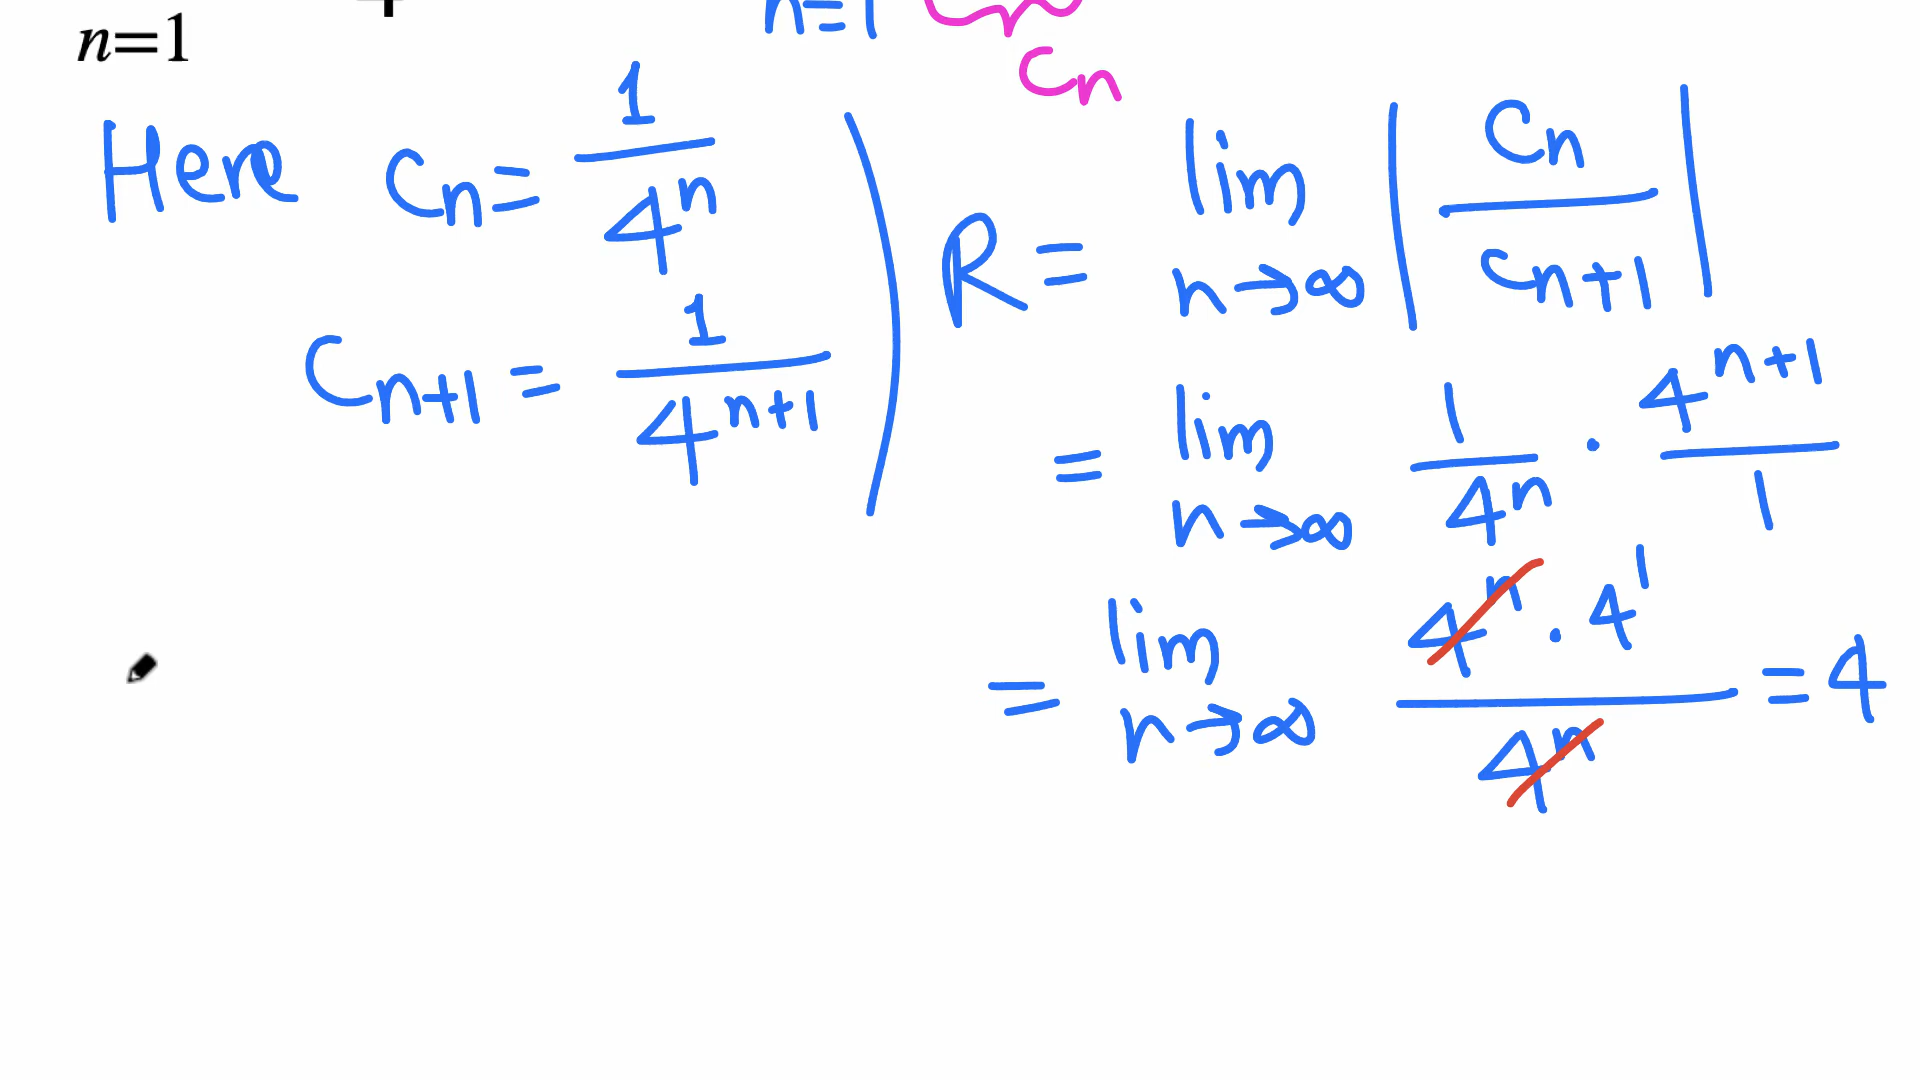 n=1
n=1
Cn
Here Cn = 1/4^n
Cn+1 = 1/4^n+1
R = lim n→∞ |Cn/Cn+1|
= lim n→∞ 1/4^n · 4^n+1/1
= lim n→∞ 4^n · 4^1/4^n = 4